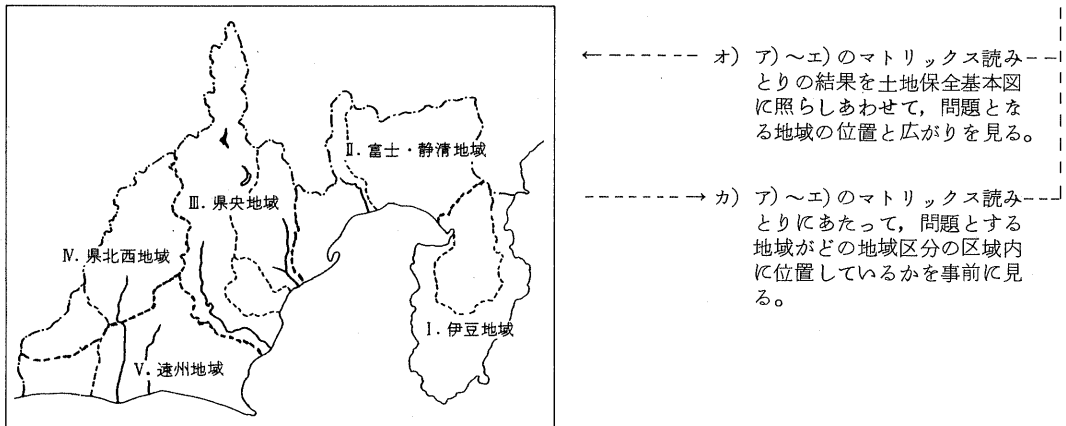 Ⅱ. 富士・静清地域
Ⅲ. 県央地域
Ⅳ. 県北西地域
Ⅰ. 伊豆地域
Ⅴ. 遠州地域
オ) ア)～エ)のマトリックス読み
とりの結果を土地保全基本図
に照らしあわせて，問題とな
る地域の位置と広がりを見る。
カ) ア)～エ)のマトリックス読み
とりにあたって，問題とする
地域がどの地域区分の区域内
に位置しているかを事前に見
る。